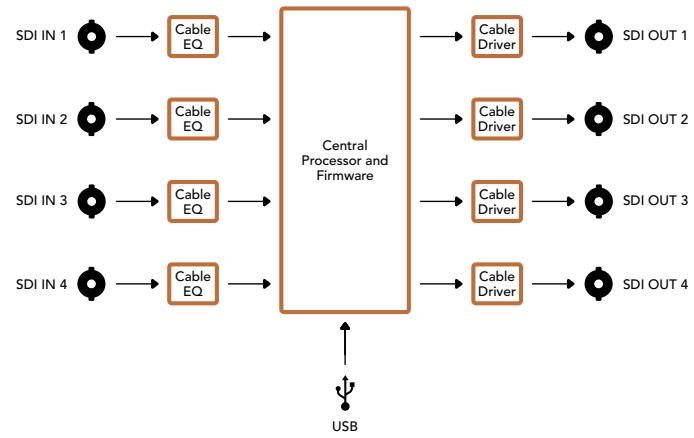 SDI IN 1
Cable
EQ
Cable
Driver
SDI OUT 1
SDI IN 2
Cable
EQ
Cable
Driver
SDI OUT 2
Central
Processor and
Firmware
SDI IN 3
Cable
EQ
Cable
Driver
SDI OUT 3
SDI IN 4
Cable
EQ
Cable
Driver
SDI OUT 4
USB